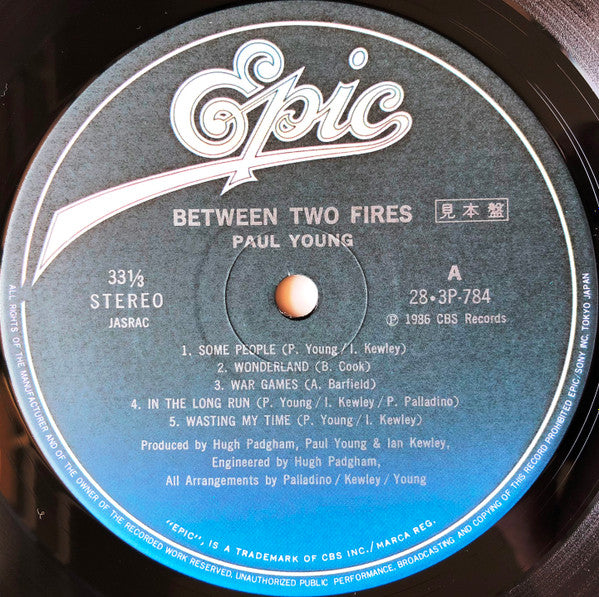 Epic
BETWEEN TWO FIRES 見本盤
PAUL YOUNG
33⅓
STEREO
JASRAC
A
28•3P-784
Ⓟ 1986 CBS Records
1. SOME PEOPLE (P. Young/I. Kewley)
2. WONDERLAND (B. Cook)
3. WAR GAMES (A. Barfield)
4. IN THE LONG RUN (P. Young/I. Kewley/P. Palladino)
5. WASTING MY TIME (P. Young/I. Kewley)
Produced by Hugh Padgham, Paul Young & Ian Kewley,
Engineered by Hugh Padgham,
All Arrangements by Palladino/Kewley/Young
"EPIC", IS A TRADEMARK OF CBS INC./MARCA REG.
ALL RIGHTS OF THE MANUFACTURER AND OF THE OWNER OF THE RECORDED WORK RESERVED, UNAUTHORIZED PUBLIC PERFORMANCE, BROADCASTING AND COPYING OF THIS RECORD PROHIBITED EPIC/SONY INC. TOKYO JAPAN